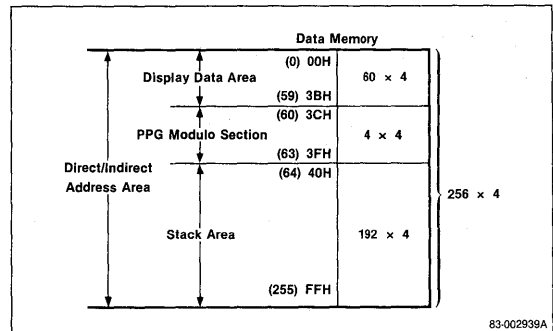 Data Memory
(0) 00H
Display Data Area
60 × 4
(59) 3BH
(60) 3CH
PPG Modulo Section
4 × 4
(63) 3FH
Direct/Indirect
Address Area
(64) 40H
256 × 4
Stack Area
192 × 4
(255) FFH
83-002939A